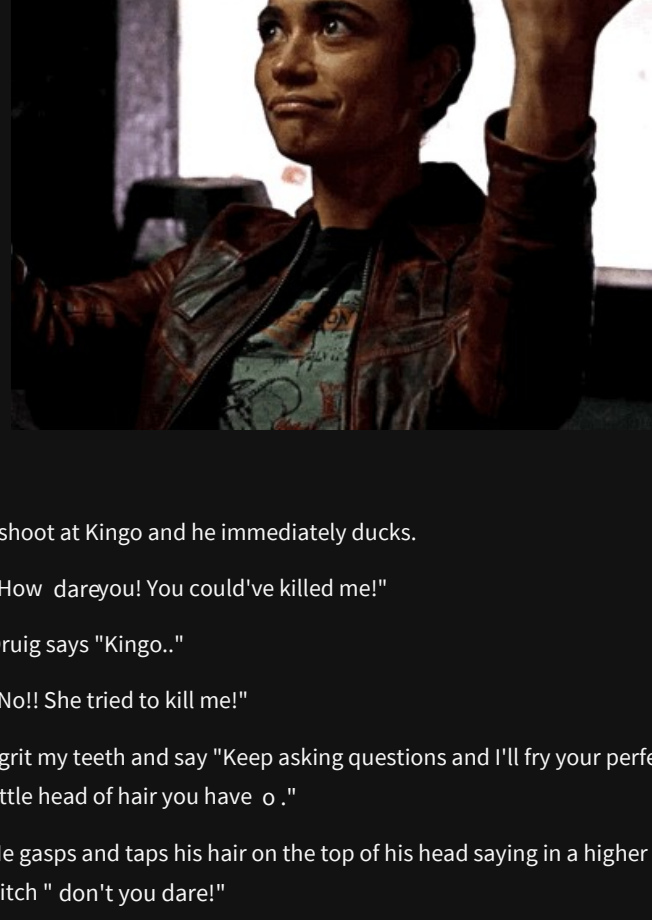 shoot at Kingo and he immediately ducks.
How dareyou! You could've killed me!"
ruig says "Kingo.."
No!! She tried to kill me!"
grit my teeth and say "Keep asking questions and I'll fry your perfe
ttle head of hair you have o ."
e gasps and taps his hair on the top of his head saying in a higher
itch " don't you dare!"